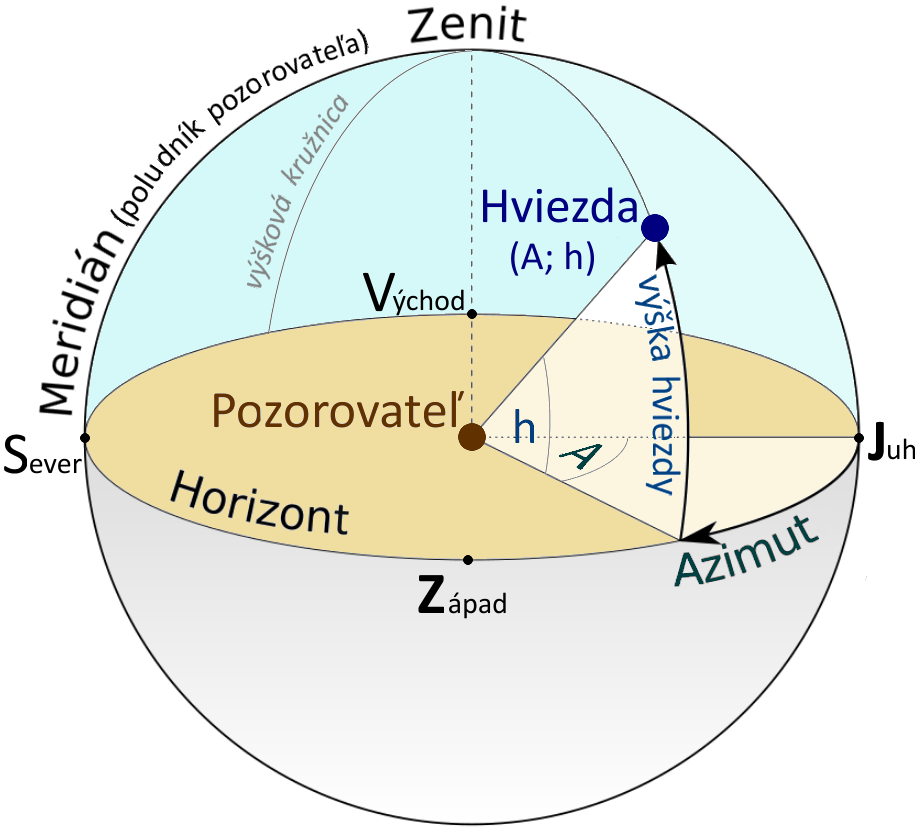 Zenit
Meridián (poludník pozorovateľa)
výšková kružnica
Hviezda
(A; h)
Východ
výška hviezdy
Pozorovateľ
h
A
Sever
Juh
Horizont
Azimut
Západ